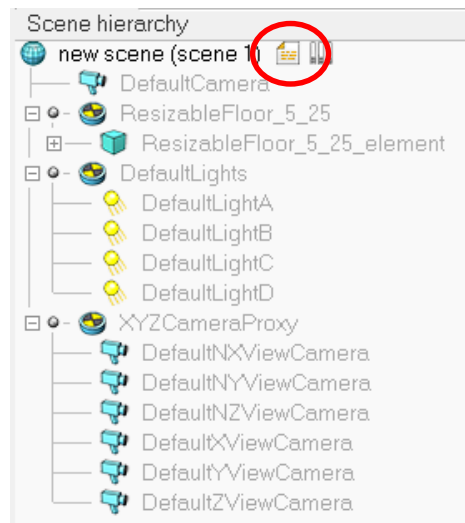 Scene hierarchy
new scene (scene 1)
DefaultCamera
ResizableFloor_5_25
ResizableFloor_5_25_element
DefaultLights
DefaultLightA
DefaultLightB
DefaultLightC
DefaultLightD
XYZCameraProxy
DefaultNXViewCamera
DefaultNYViewCamera
DefaultNZViewCamera
DefaultXViewCamera
DefaultYViewCamera
DefaultZViewCamera